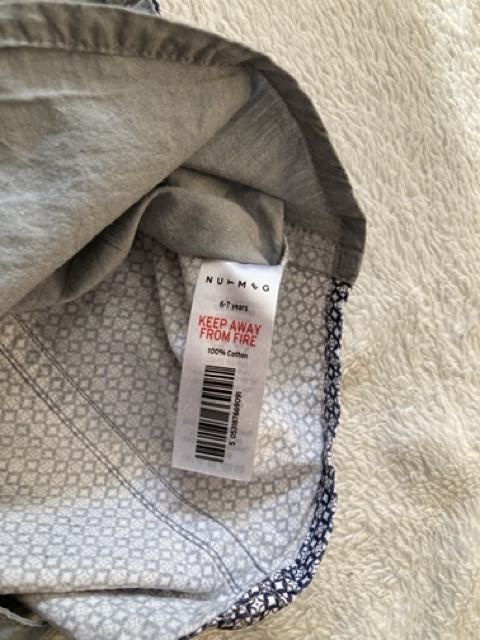 NUTMEG
6-7 years
KEEP AWAY
FROM FIRE
100% Cotton